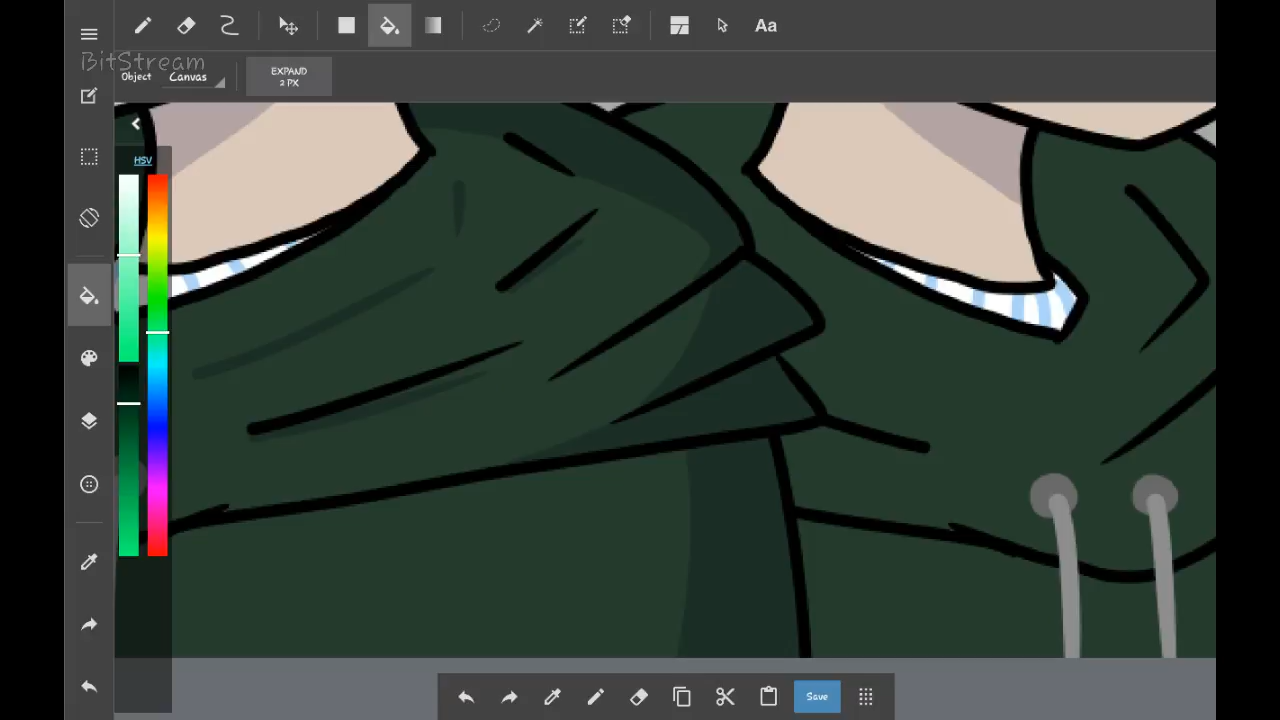 Aa
BitStream
Object Canvas
EXPAND
2 PX
HSV
Save